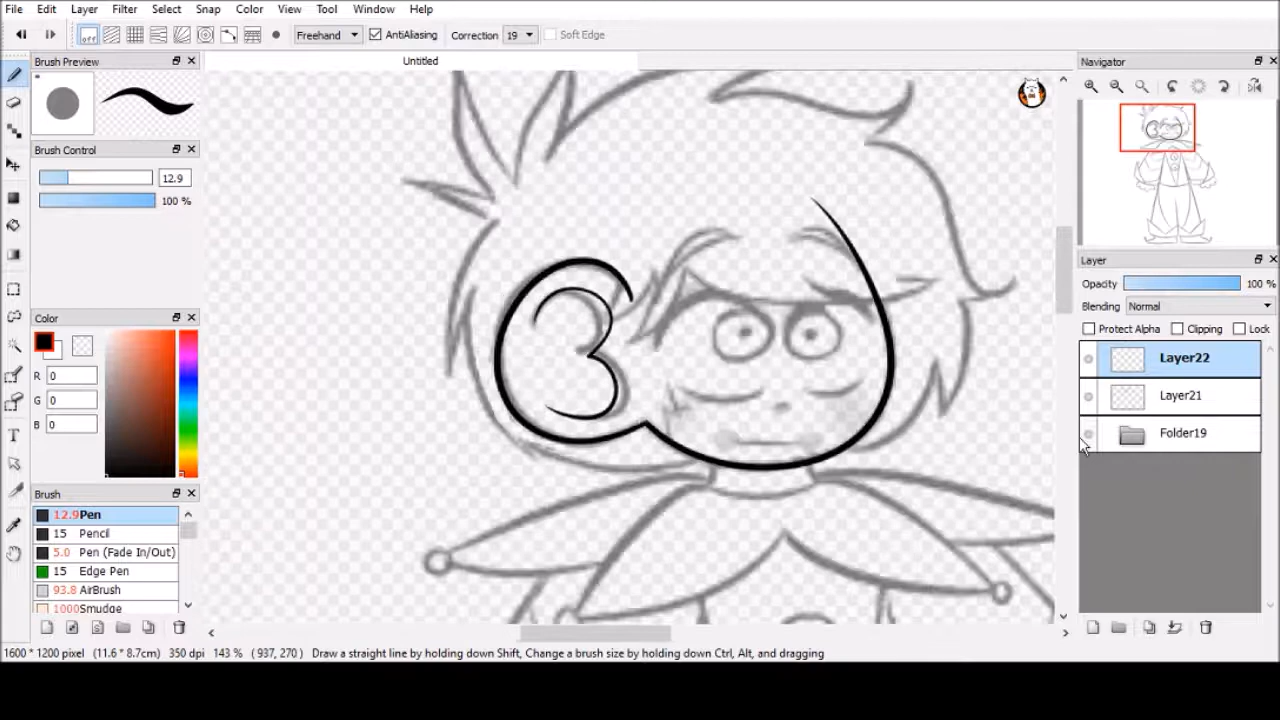 File Edit Layer Filter Select Snap Color View Tool Window Help
off Freehand AntiAliasing Correction 19 Soft Edge
Brush Preview Untitled Navigator
Brush Control
12.9
100 %
Layer
Opacity 100 %
Blending Normal
Protect Alpha Clipping Lock
Color
Layer22
R 0
Layer21
G 0
B 0
Folder19
Brush
12.9 Pen
15 Pencil
5.0 Pen (Fade In/Out)
15 Edge Pen
93.8 AirBrush
1000 Smudge
1600 * 1200 pixel (11.6 * 8.7cm) 350 dpi 143 % ( 937, 270 ) Draw a straight line by holding down Shift, Change a brush size by holding down Ctrl, Alt, and dragging